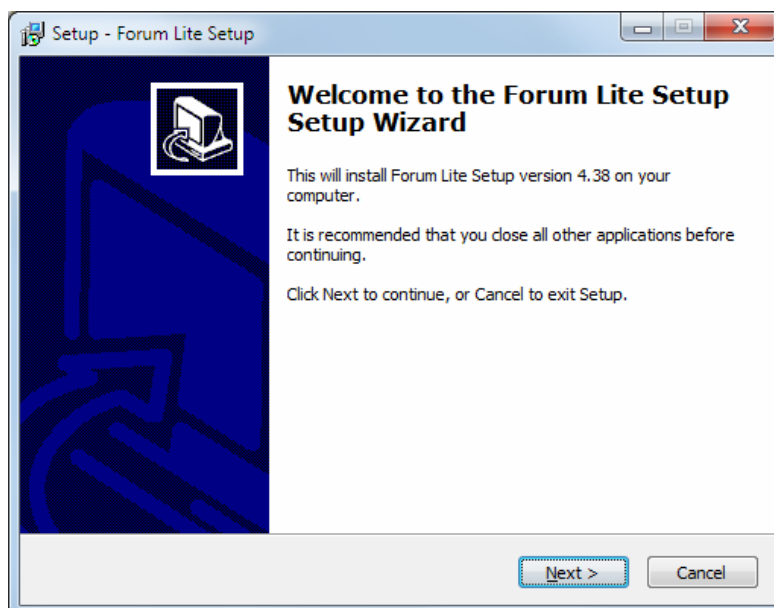 Setup - Forum Lite Setup
Welcome to the Forum Lite Setup
Setup Wizard
This will install Forum Lite Setup version 4.38 on your
computer.
It is recommended that you close all other applications before
continuing.
Click Next to continue, or Cancel to exit Setup.
Next >
Cancel